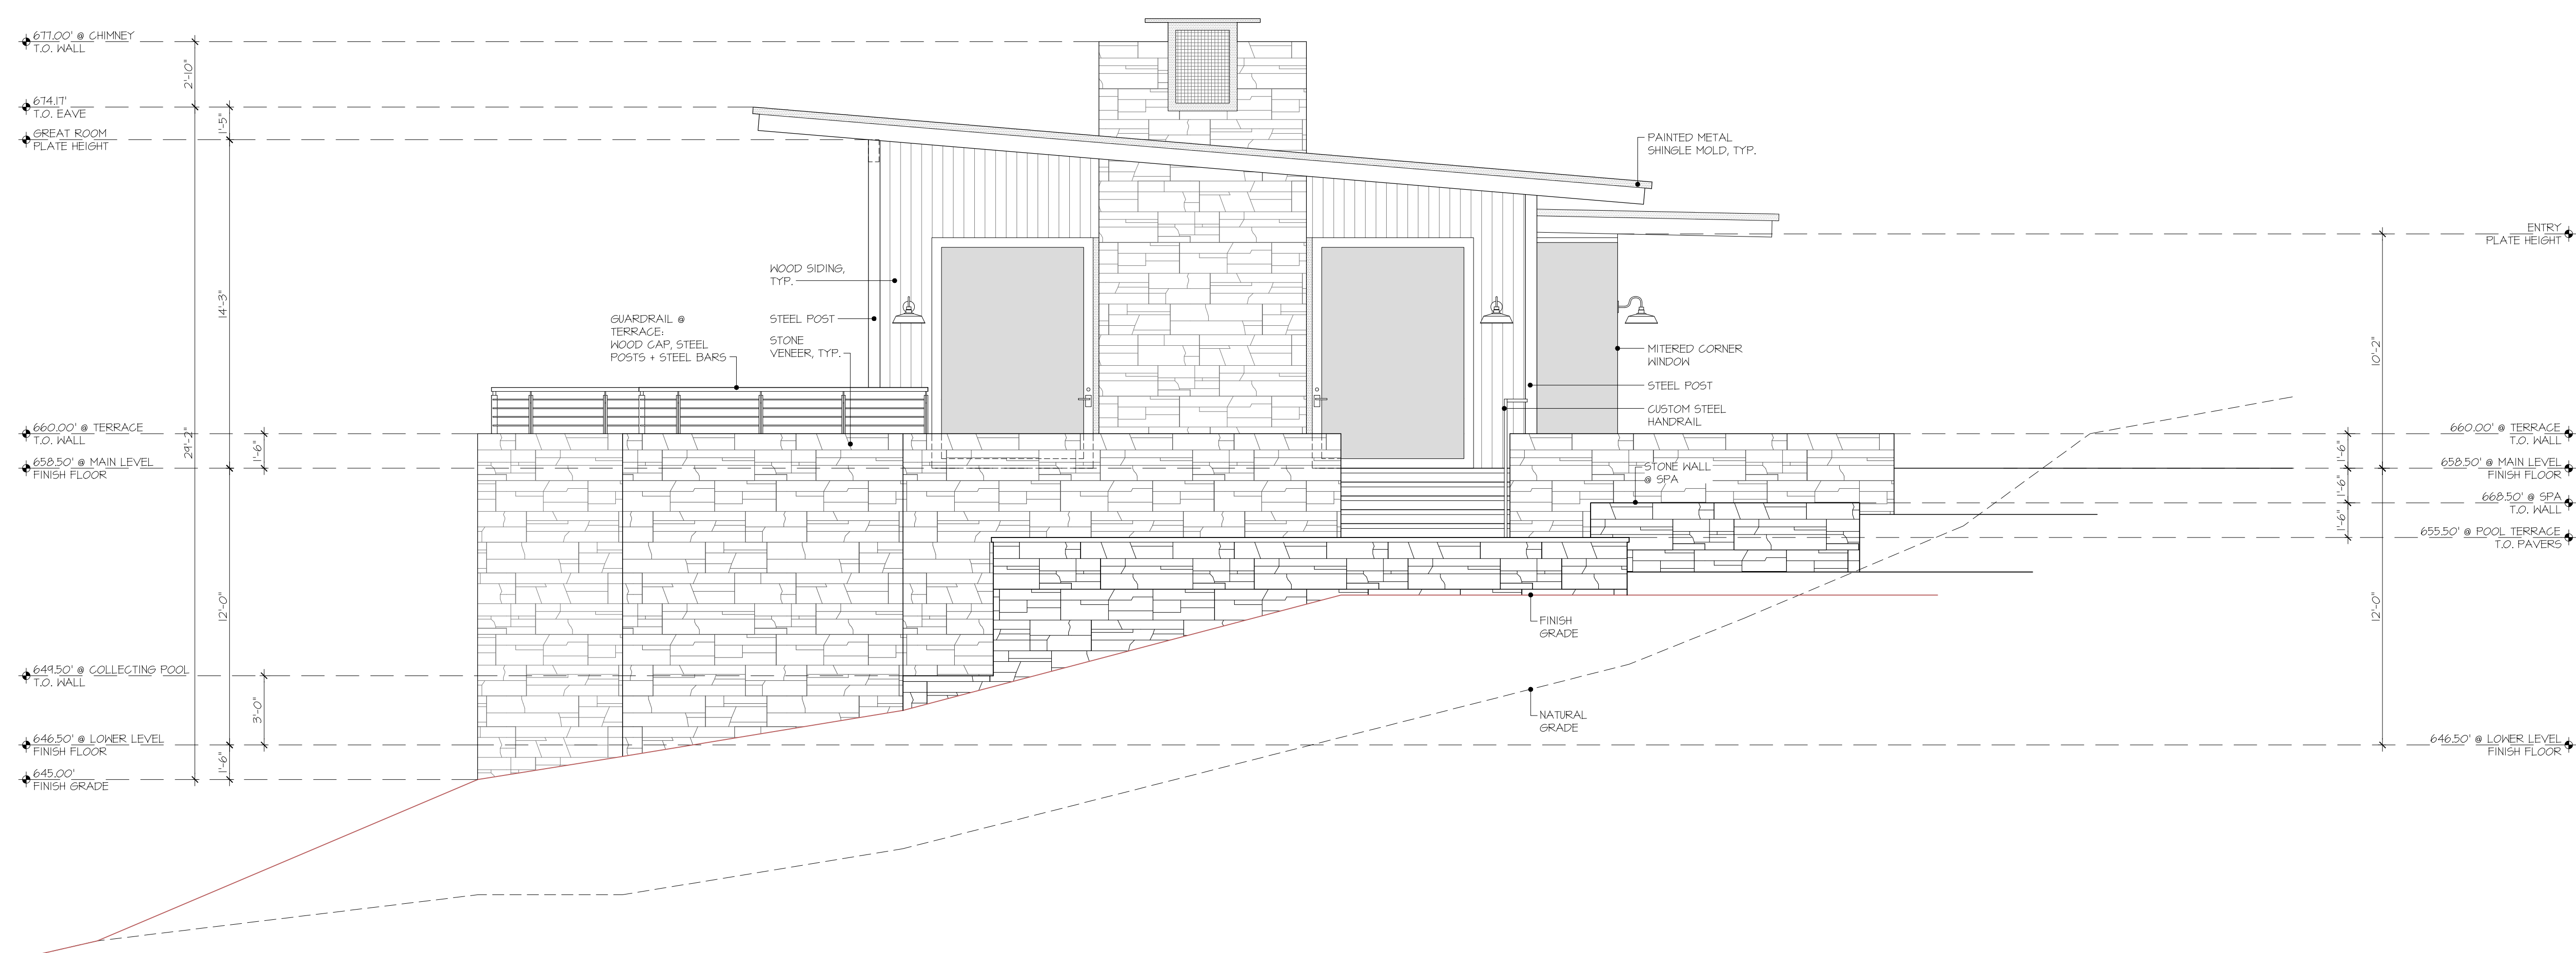 677.00' @ CHIMNEY
T.O. WALL
2'-10"
674.17'
T.O. EAVE
1'-5"
GREAT ROOM
PLATE HEIGHT
14'-3"
29'-2"
660.00' @ TERRACE
T.O. WALL
1'-6"
658.50' @ MAIN LEVEL
FINISH FLOOR
12'-0"
649.50' @ COLLECTING POOL
T.O. WALL
3'-0"
646.50' @ LOWER LEVEL
FINISH FLOOR
1'-6"
645.00'
FINISH GRADE
WOOD SIDING,
TYP.
STEEL POST
STONE
VENEER, TYP.
GUARDRAIL @
TERRACE:
WOOD CAP, STEEL
POSTS + STEEL BARS
PAINTED METAL
SHINGLE MOLD, TYP.
MITERED CORNER
WINDOW
STEEL POST
CUSTOM STEEL
HANDRAIL
STONE WALL
@ SPA
FINISH
GRADE
NATURAL
GRADE
ENTRY
PLATE HEIGHT
10'-2"
660.00' @ TERRACE
T.O. WALL
1'-6"
658.50' @ MAIN LEVEL
FINISH FLOOR
1'-6"
668.50' @ SPA
T.O. WALL
1'-6"
655.50' @ POOL TERRACE
T.O. PAVERS
12'-0"
646.50' @ LOWER LEVEL
FINISH FLOOR